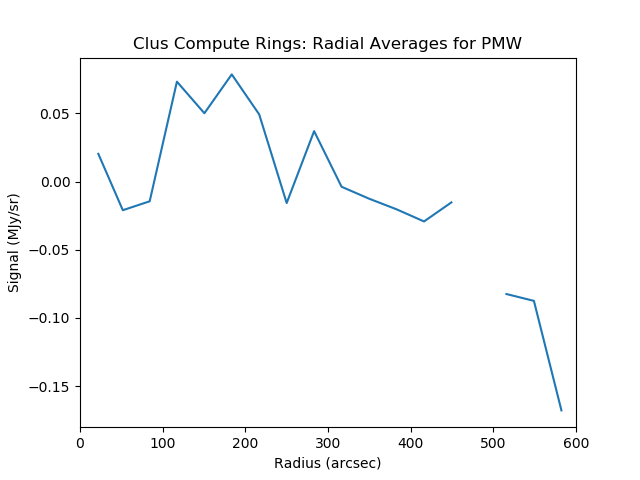 Clus Compute Rings: Radial Averages for PMW
0.05
0.00
−0.05
−0.10
−0.15
Signal (MJy/sr)
0 100 200 300 400 500 600
Radius (arcsec)